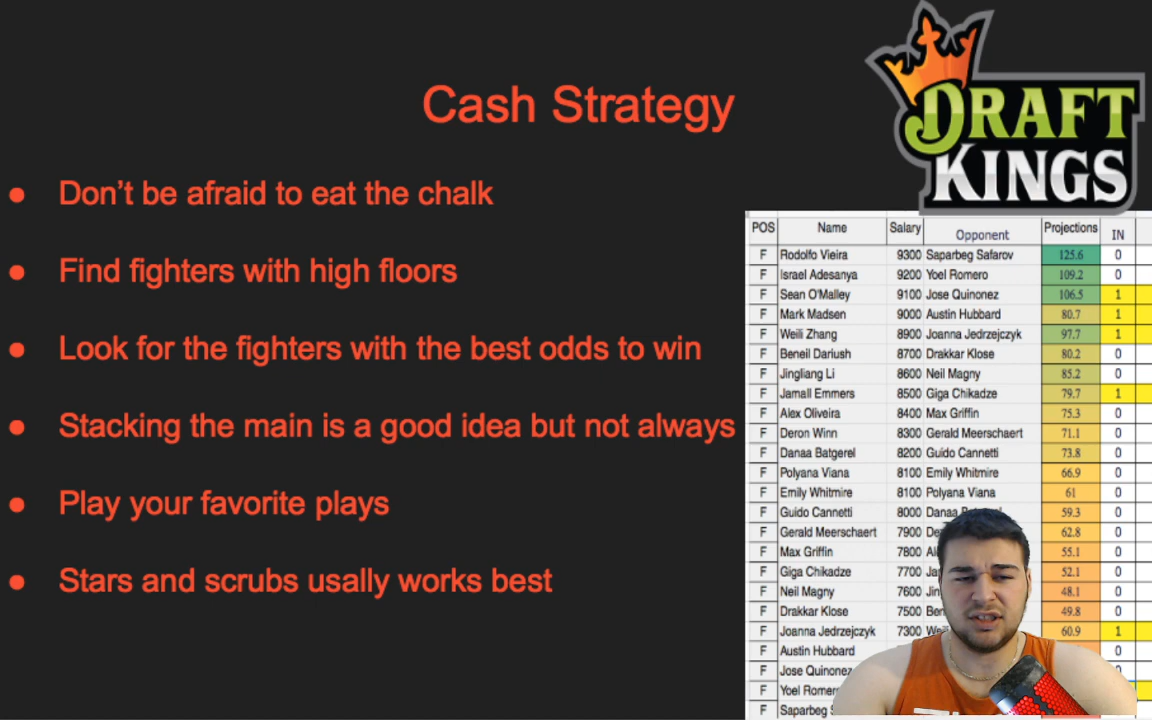 Cash Strategy
DRAFT
KINGS
● Don't be afraid to eat the chalk
● Find fighters with high floors
● Look for the fighters with the best odds to win
● Stacking the main is a good idea but not always
● Play your favorite plays
● Stars and scrubs usally works best
POS Name Salary Opponent Projections IN
F Rodolfo Vieira 9300 Saparbeg Safarov 125.6 0
F Israel Adesanya 9200 Yoel Romero 109.2 0
F Sean O'Malley 9100 Jose Quinonez 106.5 1
F Mark Madsen 9000 Austin Hubbard 80.7 1
F Weili Zhang 8900 Joanna Jedrzejczyk 97.7 1
F Beneil Dariush 8700 Drakkar Klose 80.2 0
F Jingliang Li 8600 Neil Magny 85.2 0
F Jamall Emmers 8500 Giga Chikadze 79.7 1
F Alex Oliveira 8400 Max Griffin 75.3 0
F Deron Winn 8300 Gerald Meerschaert 71.1 0
F Danaa Batgerel 8200 Guido Cannetti 73.8 0
F Polyana Viana 8100 Emily Whitmire 66.9 0
F Emily Whitmire 8100 Polyana Viana 61 0
F Guido Cannetti 8000 Danaa 59.3 0
F Gerald Meerschaert 7900 62.8 0
F Max Griffin 7800 55.1 0
F Giga Chikadze 7700 52.1 0
F Neil Magny 7600 48.1 0
F Drakkar Klose 7500 49.8 0
F Joanna Jedrzejczyk 7300 60.9 1
F Austin Hubbard 0
F Jose Quinonez
F Yoel
F Saparbeg